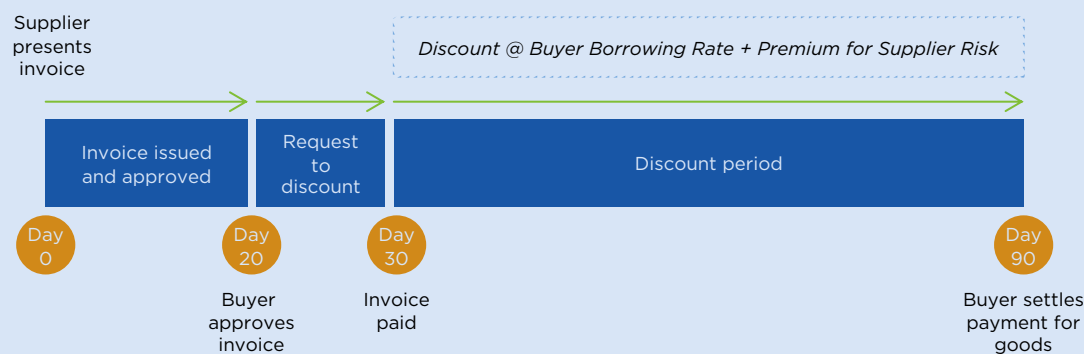 Supplier
presents
invoice
Discount @ Buyer Borrowing Rate + Premium for Supplier Risk
Invoice issued
and approved
Request
to
discount
Discount period
Day
0
Day
20
Day
30
Day
90
Buyer
approves
invoice
Invoice
paid
Buyer settles
payment for
goods